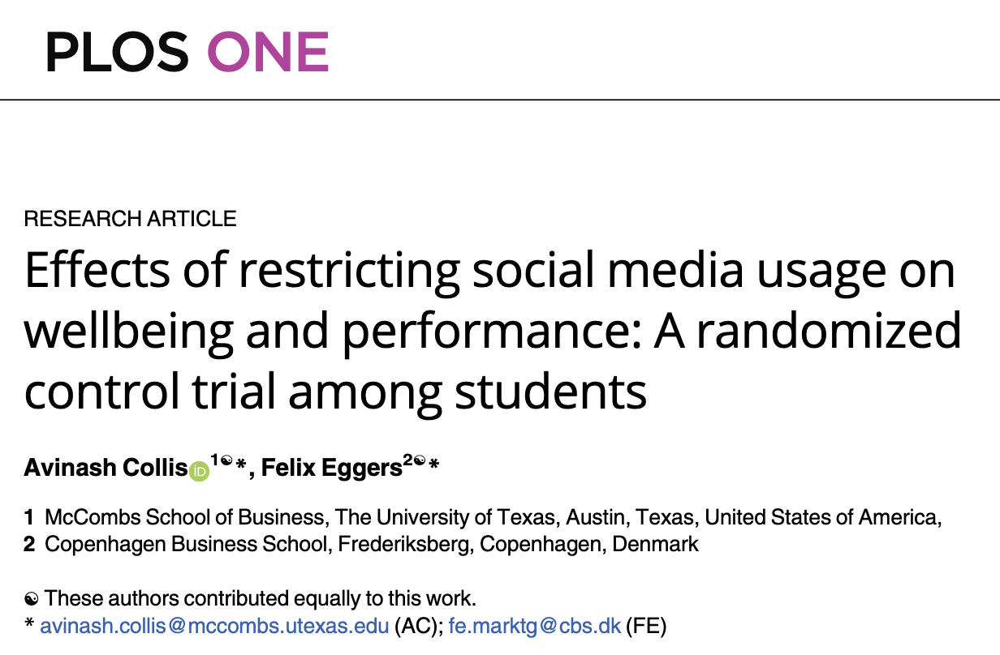 PLOS ONE
RESEARCH ARTICLE
Effects of restricting social media usage on
wellbeing and performance: A randomized
control trial among students
Avinash Collis iD 1☯*, Felix Eggers2☯*
1 McCombs School of Business, The University of Texas, Austin, Texas, United States of America,
2 Copenhagen Business School, Frederiksberg, Copenhagen, Denmark
☯ These authors contributed equally to this work.
* avinash.collis@mccombs.utexas.edu (AC); fe.marktg@cbs.dk (FE)